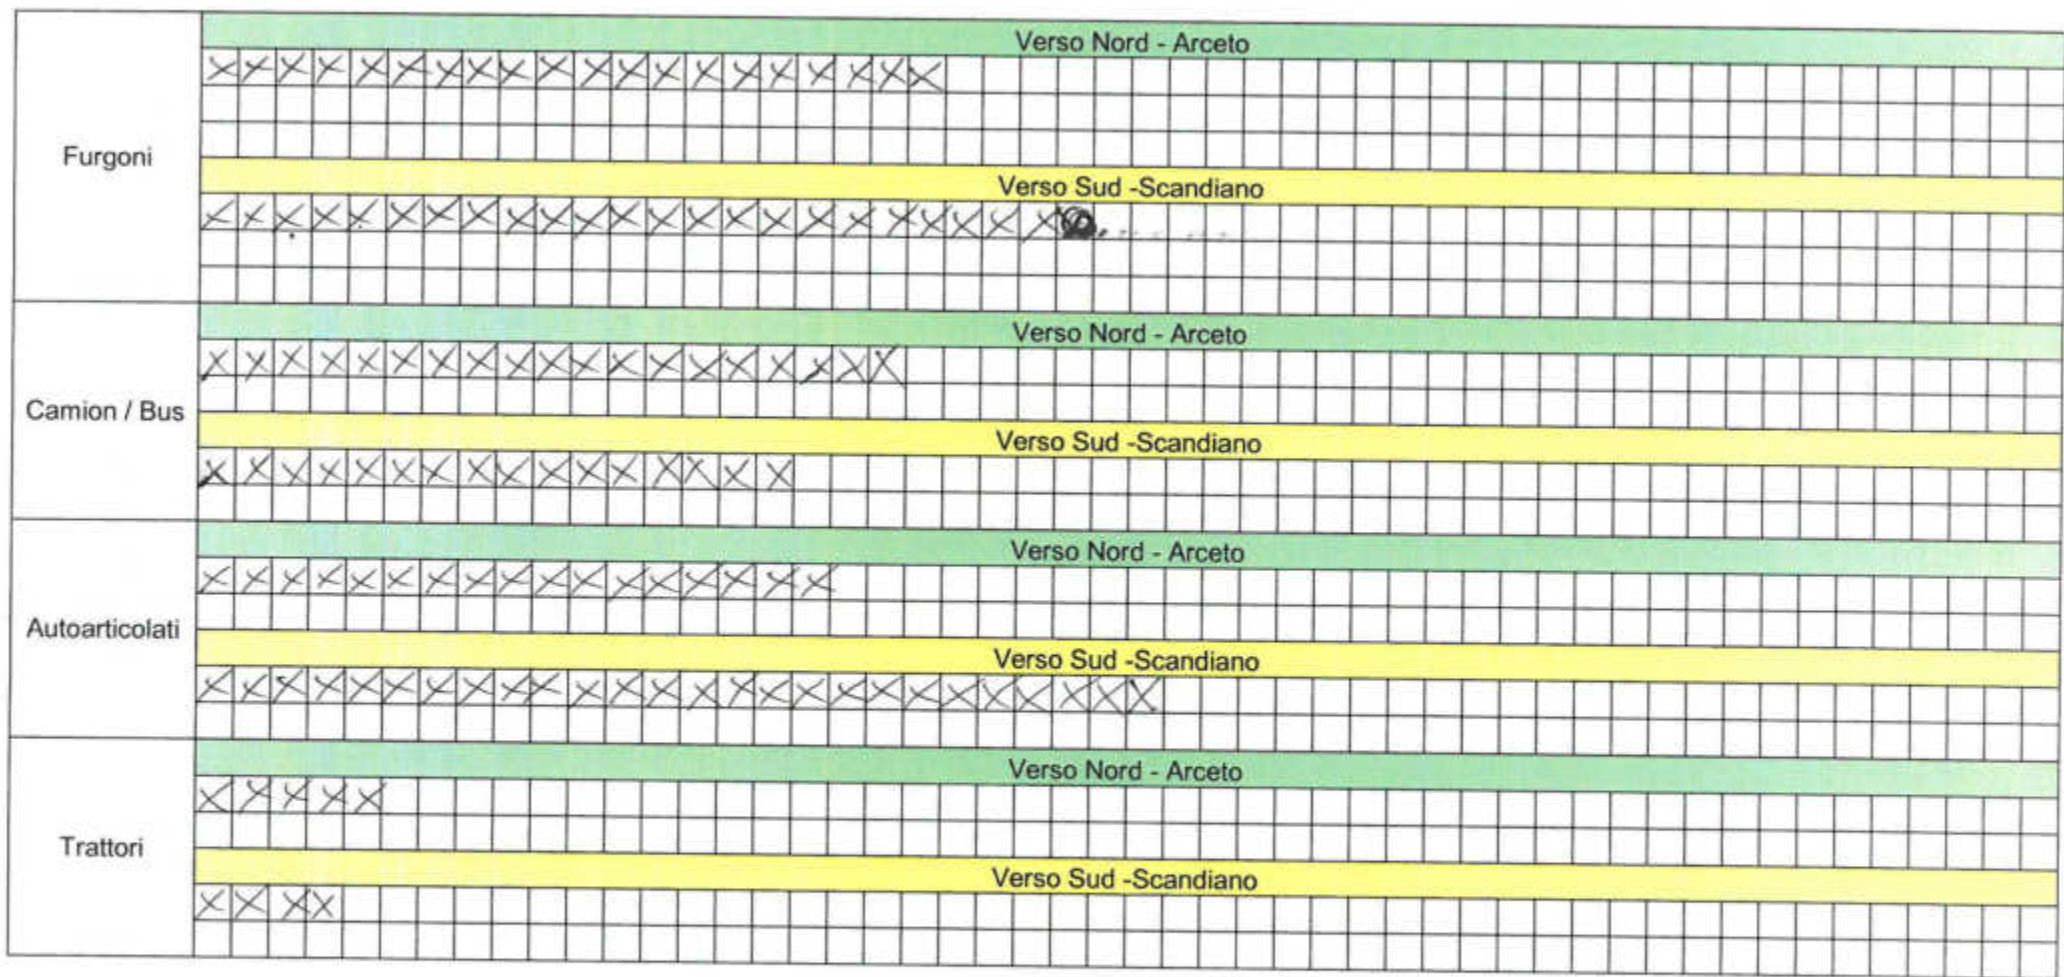 Verso Nord - Arceto
X X X X X X X X X X X X X X X X X X X X
Furgoni
Verso Sud -Scandiano
X X X X X X X X X X X X X X X X X X X X X X X
Verso Nord - Arceto
X X X X X X X X X X X X X X X X X X X
Camion / Bus
Verso Sud -Scandiano
X X X X X X X X X X X X X X X X
Verso Nord - Arceto
X X X X X X X X X X X X X X X X X
Autoarticolati
Verso Sud -Scandiano
X X X X X X X X X X X X X X X X X X X X X X X X X X
Verso Nord - Arceto
X X X X X
Trattori
Verso Sud -Scandiano
X X X X